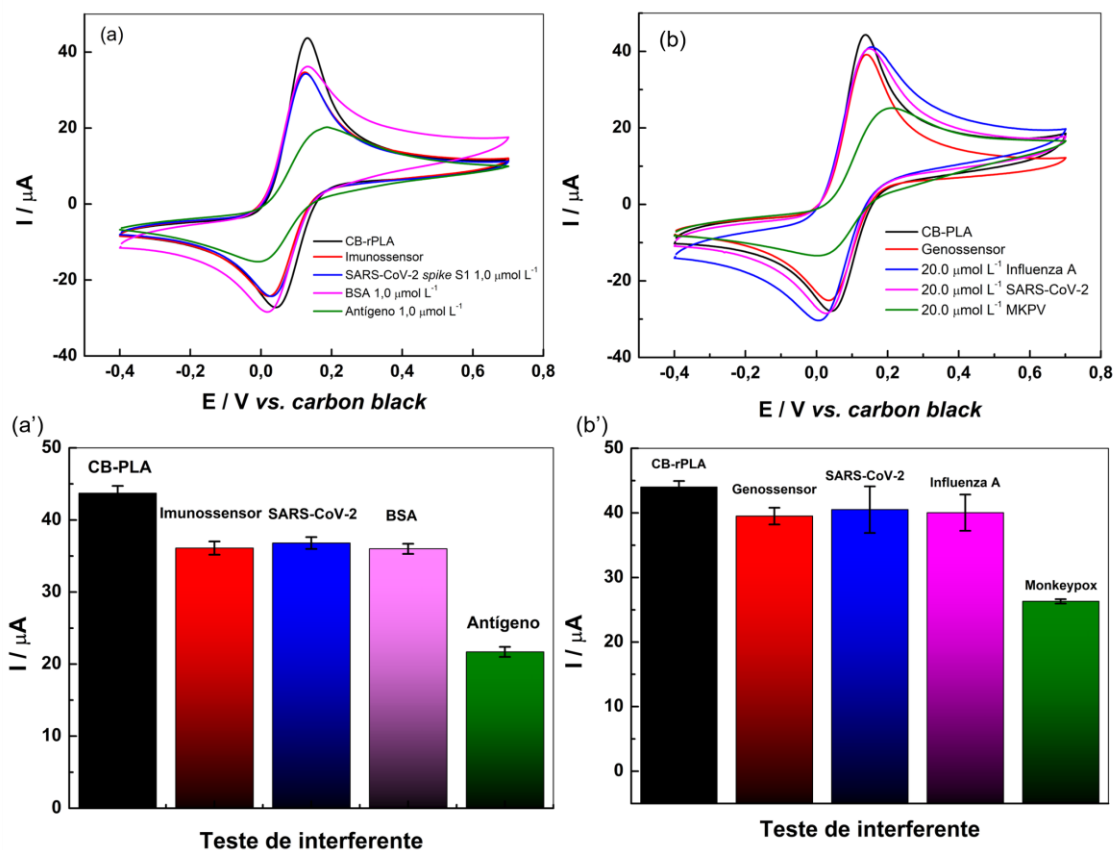 (a)
40
20
0
-20
-40
I / μA
-0,4
-0,2
0,0
0,2
0,4
0,6
0,8
E / V vs. carbon black
CB-rPLA
Imunossensor
SARS-CoV-2 spike S1 1,0 μmol L⁻¹
BSA 1,0 μmol L⁻¹
Antígeno 1,0 μmol L⁻¹
(b)
40
20
0
-20
-40
I / μA
-0,4
-0,2
0,0
0,2
0,4
0,6
0,8
E / V vs. carbon black
CB-PLA
Genossensor
20.0 μmol L⁻¹ Influenza A
20.0 μmol L⁻¹ SARS-CoV-2
20.0 μmol L⁻¹ MKPV
(a')
50
40
30
20
10
0
I / μA
CB-PLA
Imunossensor
SARS-CoV-2
BSA
Antígeno
Teste de interferente
(b')
50
40
30
20
10
0
I / μA
CB-rPLA
Genossensor
SARS-CoV-2
Influenza A
Monkeypox
Teste de interferente